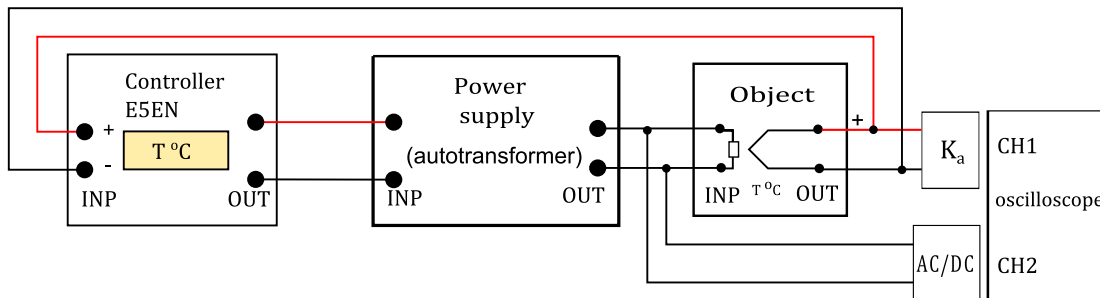 Controller
E5EN
+
T °C
-
INP
OUT
Power
supply
(autotransformer)
INP
OUT
Object
+
INP
T °C
OUT
Ka
CH1
oscilloscope
AC/DC
CH2